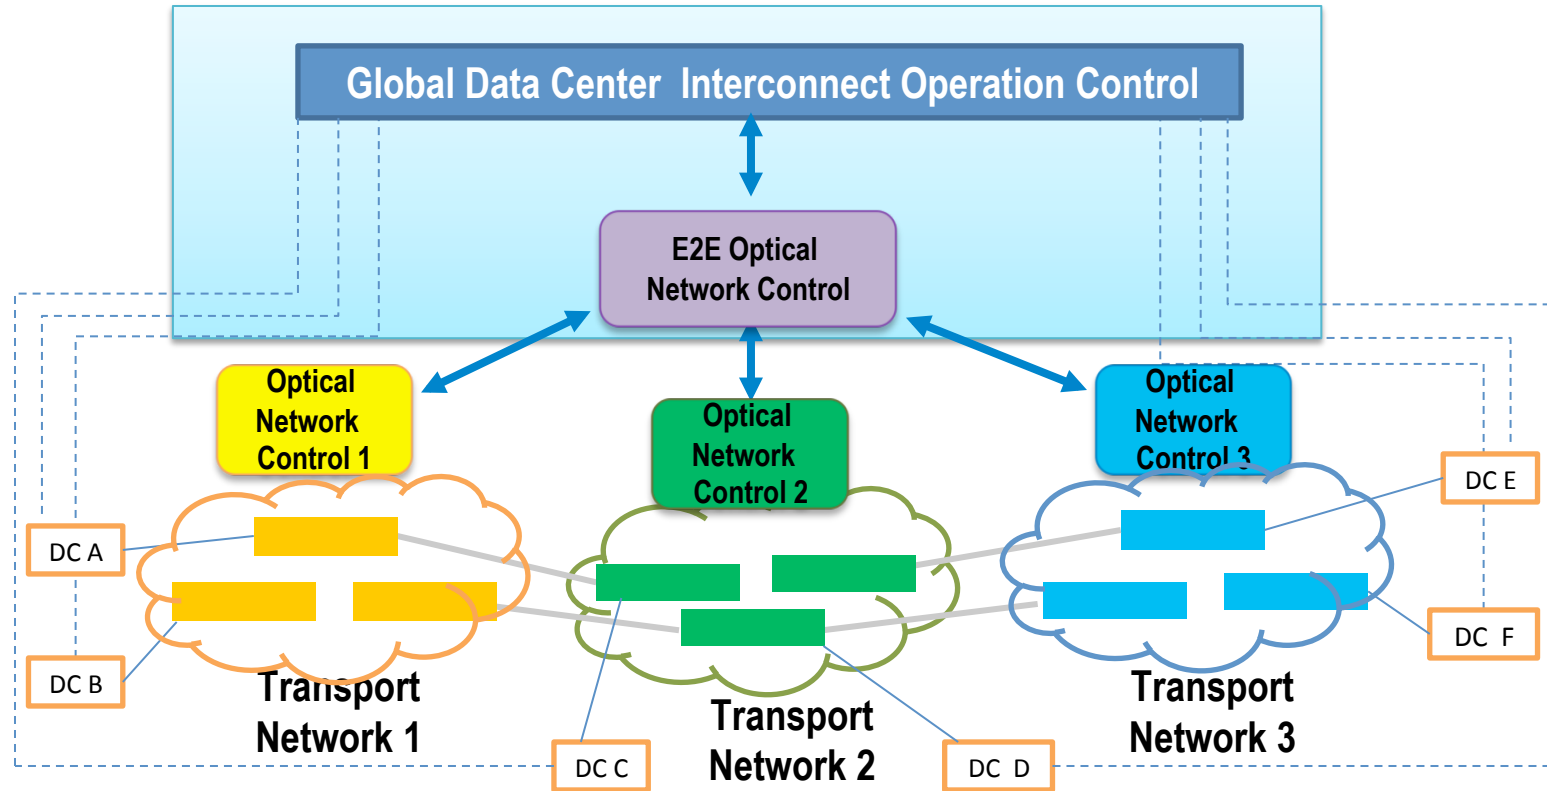 Global Data Center  Interconnect Operation Control
E2E Optical
Network Control
Optical
Network
Control 1
Optical
Network
Control 2
Optical
Network
Control 3
DC A
DC B
DC C
DC  D
DC E
DC  F
Transport
Network 1
Transport
Network 2
Transport
Network 3